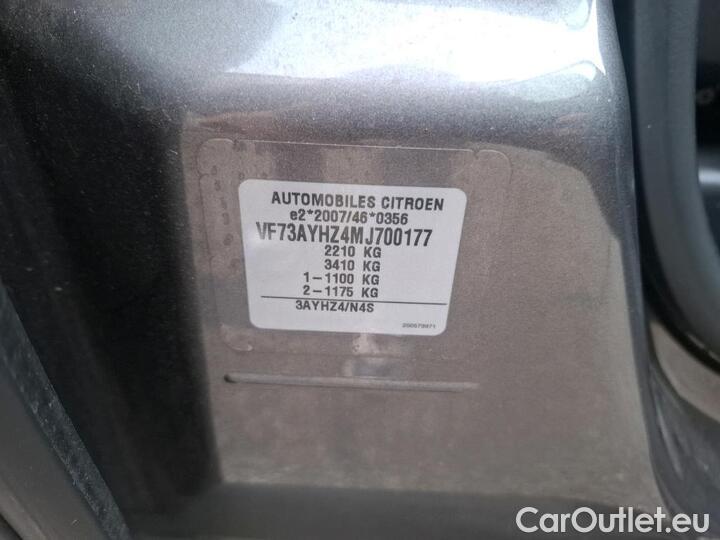 AUTOMOBILES CITROEN
e2*2007/46*0356
VF73AYHZ4MJ700177
2210 KG
3410 KG
1-1100 KG
2-1175 KG
3AYHZ4/N4S
CarOutlet.eu